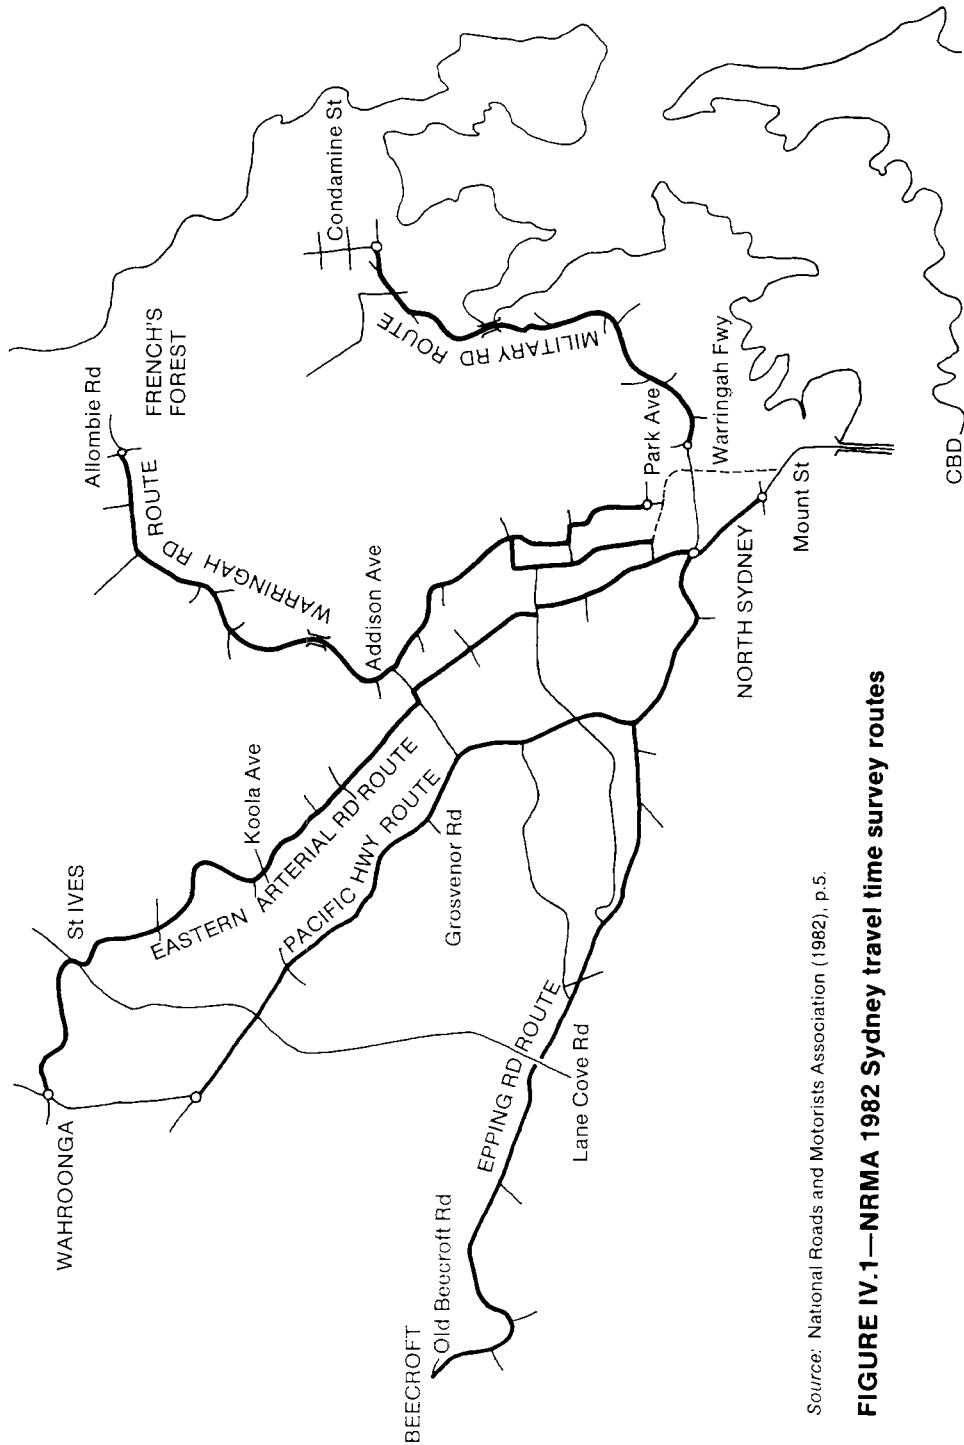 WAHROONGA
St IVES
Koola Ave
EASTERN ARTERIAL RD ROUTE
PACIFIC HWY ROUTE
Grosvenor Rd
Addison Ave
WARRINGAH RD
ROUTE
Allombie Rd
FRENCH'S
FOREST
Condamine St
MILITARY RD ROUTE
Park Ave
Warringah Fwy
BEECROFT
Old Beecroft Rd
EPPING RD ROUTE
Lane Cove Rd
NORTH SYDNEY
Mount St
CBD
Source: National Roads and Motorists Association (1982), p.5.
FIGURE IV.1—NRMA 1982 Sydney travel time survey routes